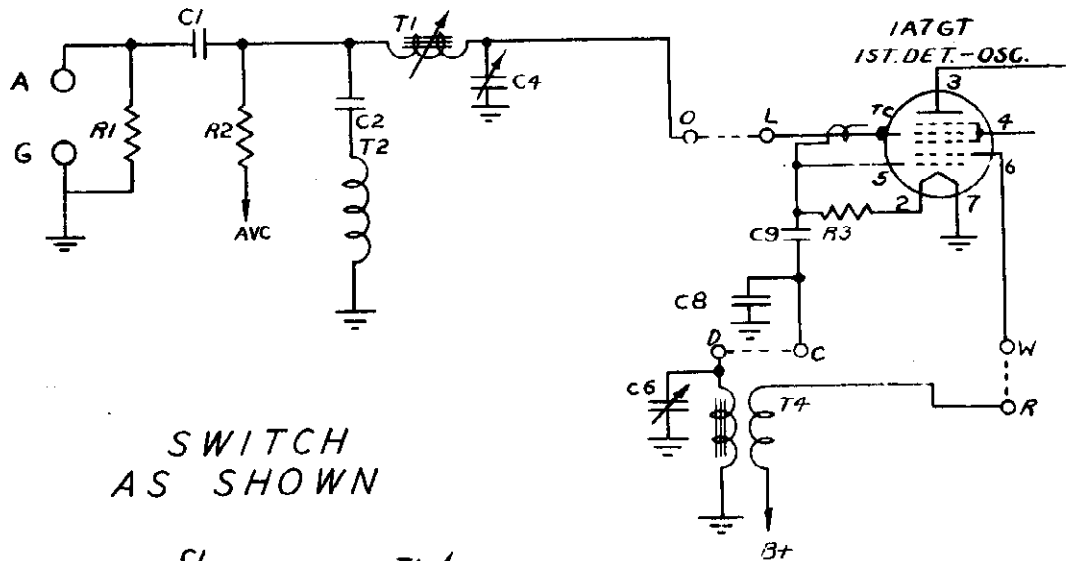 C1
T1
1A7GT
1ST. DET.-OSC.
3
A
C4
TC
4
R1
R2
C2
O
L
G
T2
5
6
2
7
AVC
C9
R3
C8
D
C
W
C6
T4
R
SWITCH
AS SHOWN
B+
C1